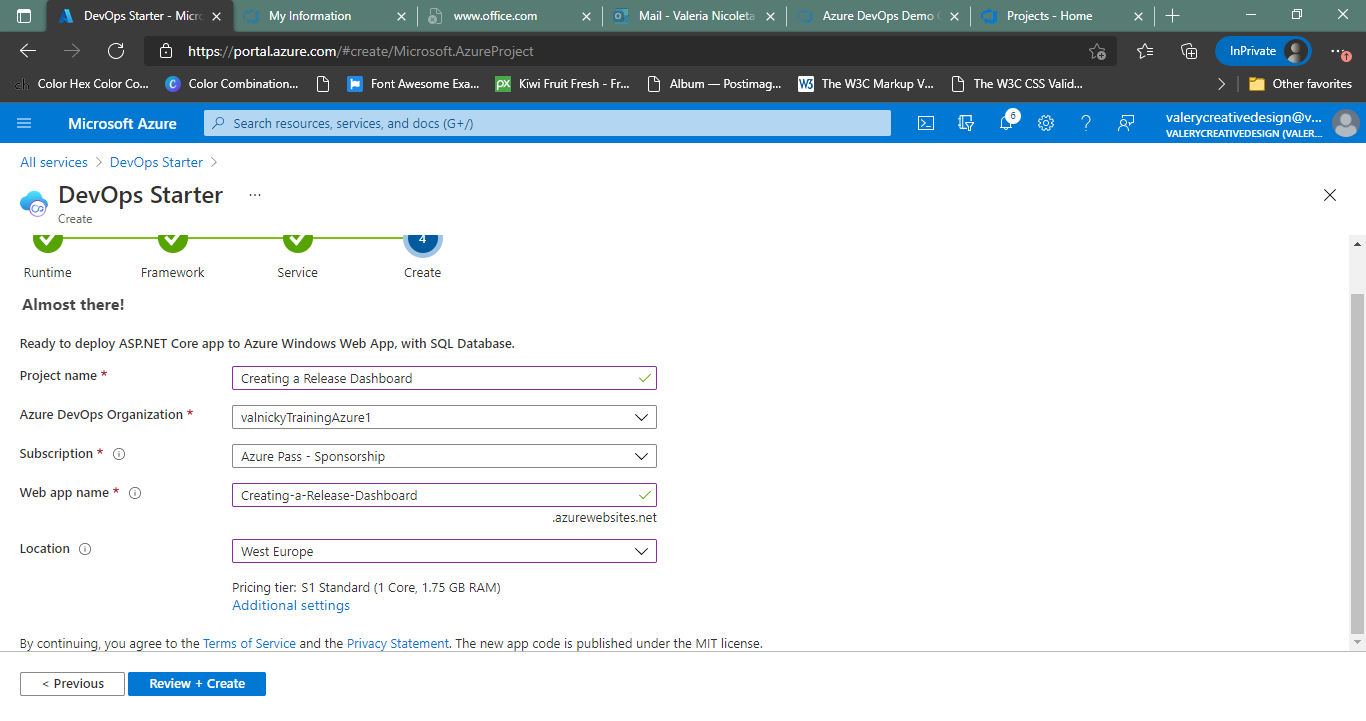 DevOps Starter - Micr
My Information
www.office.com
Mail - Valeria Nicoleta
Azure DevOps Demo
Projects - Home
https://portal.azure.com/#create/Microsoft.AzureProject
InPrivate
Color Hex Color Co...
Color Combination...
Font Awesome Exa...
Kiwi Fruit Fresh - Fr...
Album — Postimag...
The W3C Markup V...
The W3C CSS Valid...
Other favorites
Microsoft Azure
Search resources, services, and docs (G+/)
6
valerycreativedesign@v...
VALERYCREATIVEDESIGN (VALER...
All services > DevOps Starter >
DevOps Starter ...
Create
4
Runtime
Framework
Service
Create
Almost there!
Ready to deploy ASP.NET Core app to Azure Windows Web App, with SQL Database.
Project name *
Creating a Release Dashboard
Azure DevOps Organization *
valnickyTrainingAzure1
Subscription *
Azure Pass - Sponsorship
Web app name *
Creating-a-Release-Dashboard
.azurewebsites.net
Location
West Europe
Pricing tier: S1 Standard (1 Core, 1.75 GB RAM)
Additional settings
By continuing, you agree to the Terms of Service and the Privacy Statement. The new app code is published under the MIT license.
< Previous
Review + Create